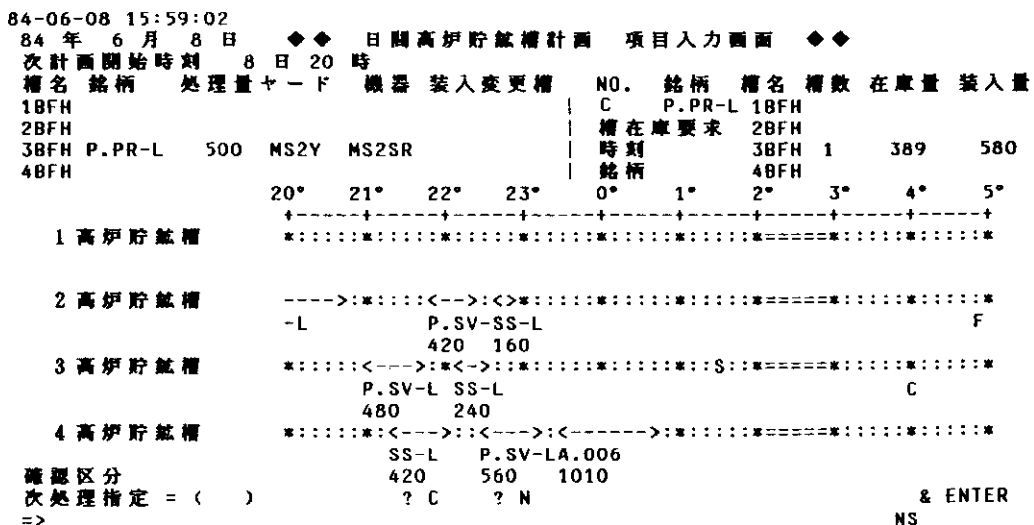 84-06-08 15:59:02
84 年 6 月 8 日 ◆◆ 日間高炉貯鉱槽計画 項目入力画面 ◆◆
次計画開始時刻 8 日 20 時
槽名 銘柄 処理量 ヤード 機器 装入変更槽 NO. 銘柄 槽名 槽数 在庫量 装入量
1BFH | C P.PR-L 1BFH
2BFH | 槽在庫要求 2BFH
3BFH P.PR-L 500 MS2Y MS2SR | 時刻 3BFH 1 389 580
4BFH | 銘柄 4BFH
20° 21° 22° 23° 0° 1° 2° 3° 4° 5°
+-----+-----+-----+-----+-----+-----+-----+-----+-----+
1 高炉貯鉱槽 *:::::*:::::*:::::*:::::*:::::*:::::*=====*:::::*:::::*
2 高炉貯鉱槽 ---->:*::::<-->:<>*:::::*:::::*:::::*=====*:::::*:::::*
-L P.SV-SS-L F
420 160
3 高炉貯鉱槽 *:::::<--->:*<->:*:::::*:::::*::S::*=====*:::::*:::::*
P.SV-L SS-L C
480 240
4 高炉貯鉱槽 *:::::*:<--->::<--->:<------>:*:::::*=====*:::::*:::::*
SS-L P.SV-LA.006
確認区分 420 560 1010
次処理指定 = ( ) ? C ? N & ENTER
=> NS